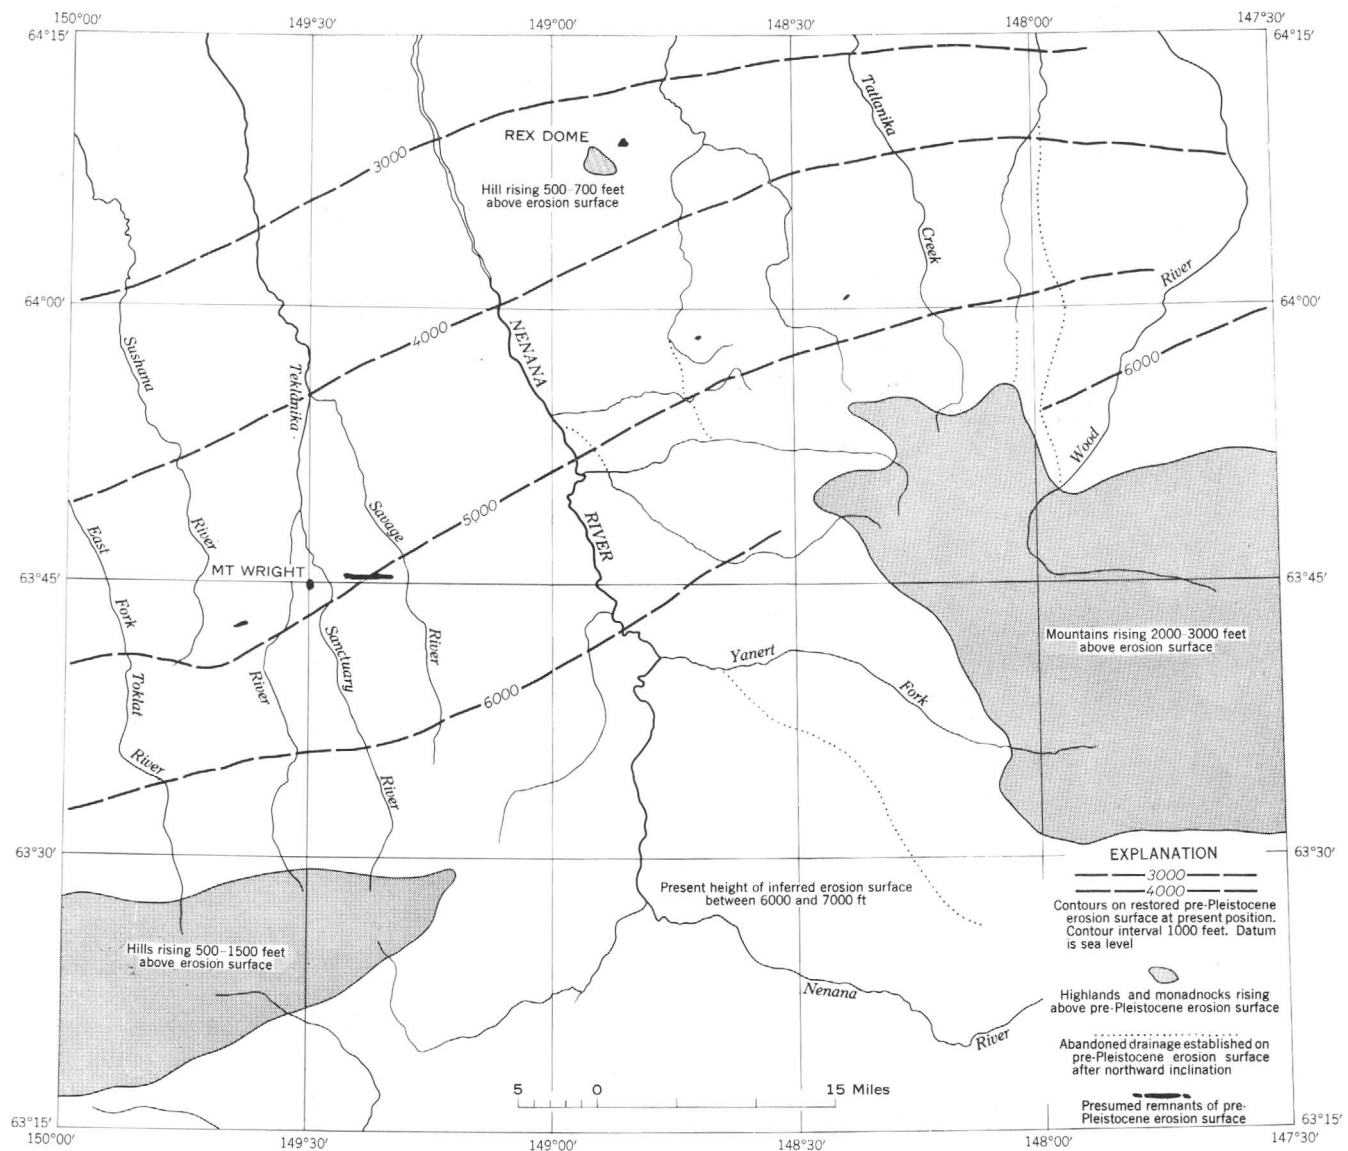 150°00′ 149°30′ 149°00′ 148°30′ 148°00′ 147°30′
64°15′ 64°15′
Tatlanika
REX DOME
3000
Hill rising 500–700 feet
above erosion surface
Creek
River
64°00′ 64°00′
4000
NENANA
Sushana
Teklanika
6000
Wood
Savage
5000
East
River
RIVER
MT WRIGHT
63°45′ 63°45′
Fork
Sanctuary
River
Mountains rising 2000–3000 feet
above erosion surface
Yanert
Toklat
River
6000
Fork
River
River
63°30′ 63°30′
EXPLANATION
3000
4000
Contours on restored pre-Pleistocene
erosion surface at present position.
Contour interval 1000 feet. Datum
is sea level
Present height of inferred erosion surface
between 6000 and 7000 ft
Hills rising 500–1500 feet
above erosion surface
Nenana
River
Highlands and monadnocks rising
above pre-Pleistocene erosion surface
Abandoned drainage established on
pre-Pleistocene erosion surface
after northward inclination
5 0 15 Miles
Presumed remnants of pre-
Pleistocene erosion surface
63°15′ 63°15′
150°00′ 149°30′ 149°00′ 148°30′ 148°00′ 147°30′